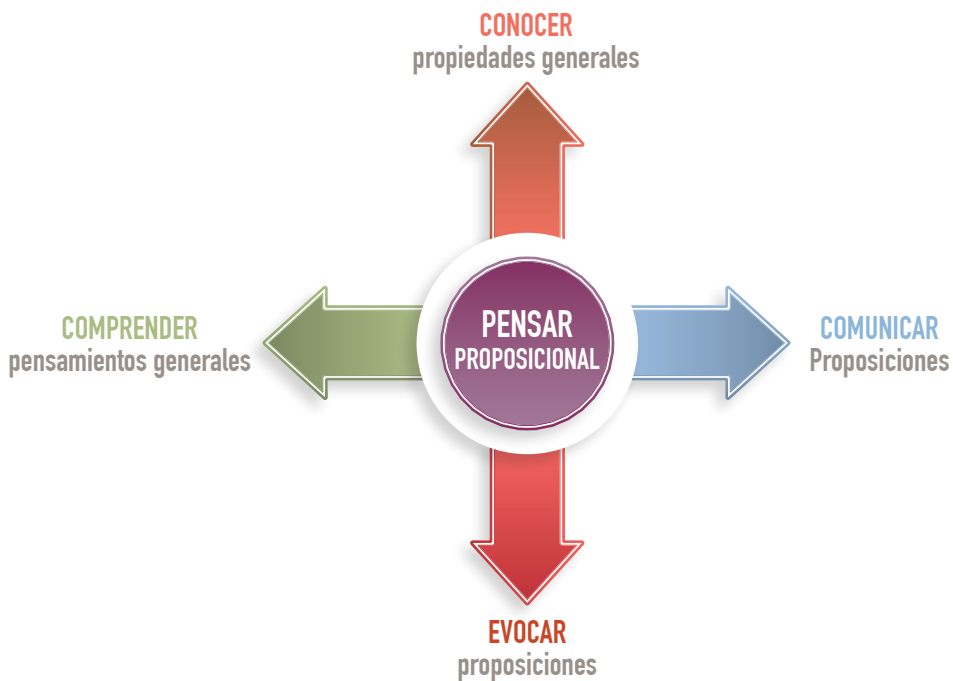 CONOCER
propiedades generales
COMPRENDER
pensamientos generales
PENSAR
PROPOSICIONAL
COMUNICAR
Proposiciones
EVOCAR
proposiciones